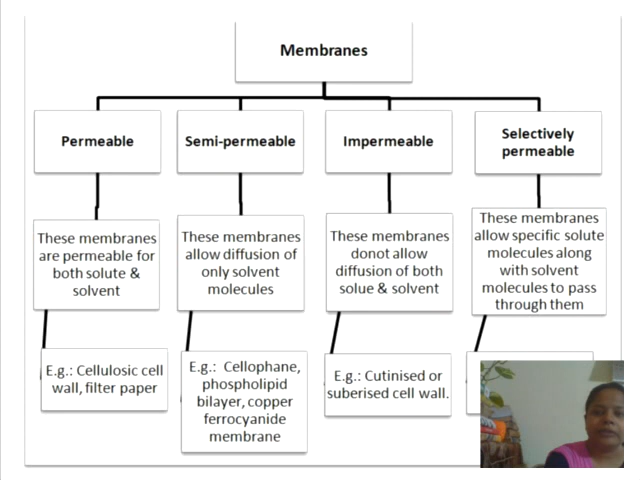 Membranes
Permeable
Semi-permeable
Impermeable
Selectively
permeable
These membranes
are permeable for
both solute &
solvent
These membranes
allow diffusion of
only solvent
molecules
These membranes
donot allow
diffusion of both
solue & solvent
These membranes
allow specific solute
molecules along
with solvent
molecules to pass
through them
E.g.: Cellulosic cell
wall, filter paper
E.g.: Cellophane,
phospholipid
bilayer, copper
ferrocyanide
membrane
E.g.: Cutinised or
suberised cell wall.